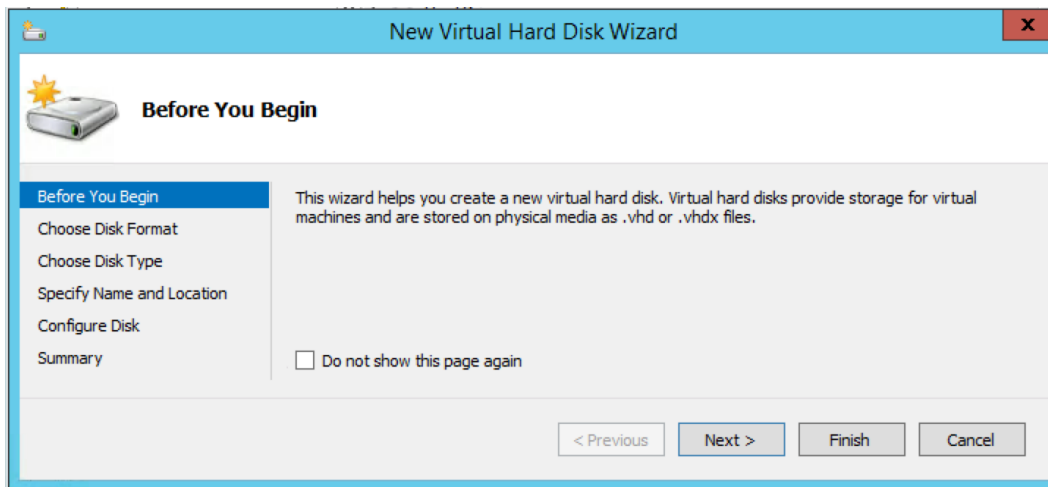 New Virtual Hard Disk Wizard
x
Before You Begin
Before You Begin
Choose Disk Format
Choose Disk Type
Specify Name and Location
Configure Disk
Summary
This wizard helps you create a new virtual hard disk. Virtual hard disks provide storage for virtual
machines and are stored on physical media as .vhd or .vhdx files.
Do not show this page again
< Previous
Next >
Finish
Cancel